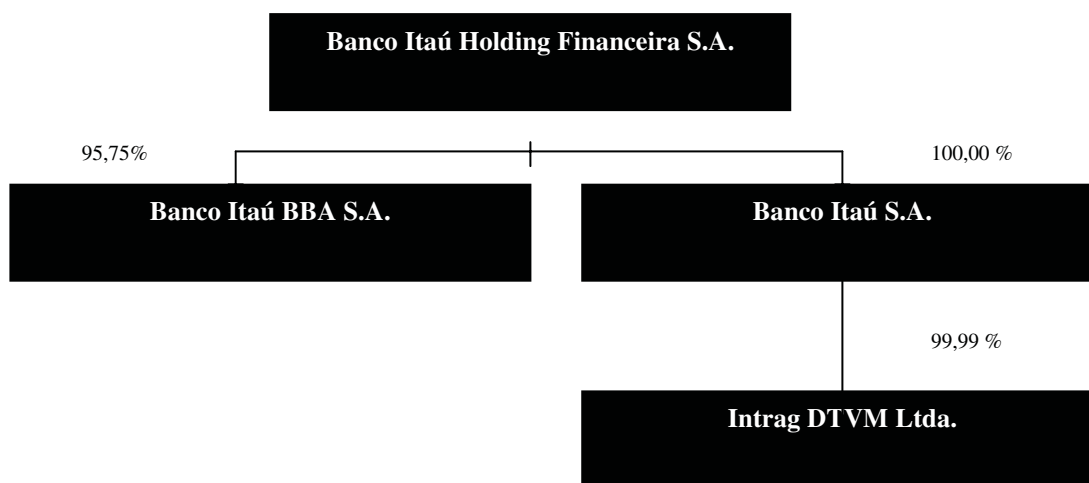 Banco Itaú Holding Financeira S.A.
95,75%
100,00 %
Banco Itaú BBA S.A.
Banco Itaú S.A.
99,99 %
Intrag DTVM Ltda.